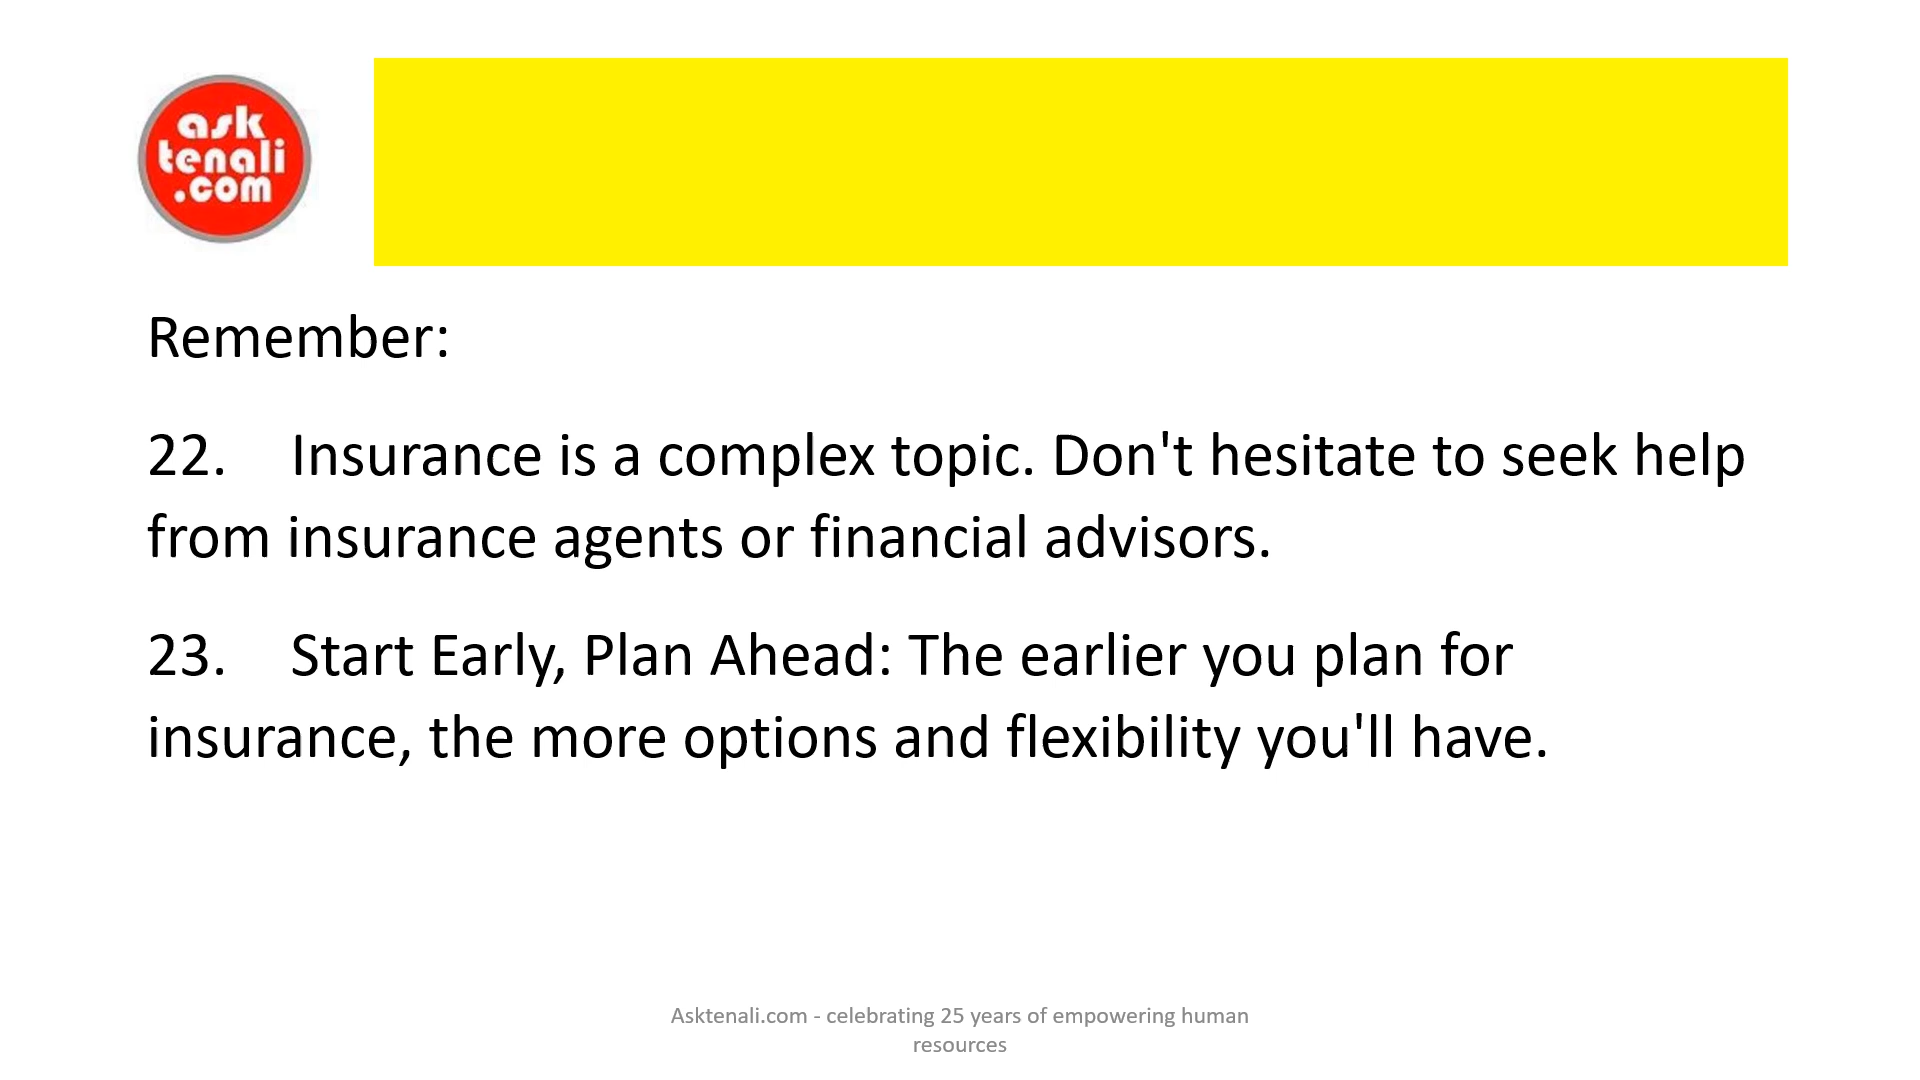 ask
tenali
.com
Remember:
22. Insurance is a complex topic. Don't hesitate to seek help
from insurance agents or financial advisors.
23. Start Early, Plan Ahead: The earlier you plan for
insurance, the more options and flexibility you'll have.
Asktenali.com - celebrating 25 years of empowering human
resources